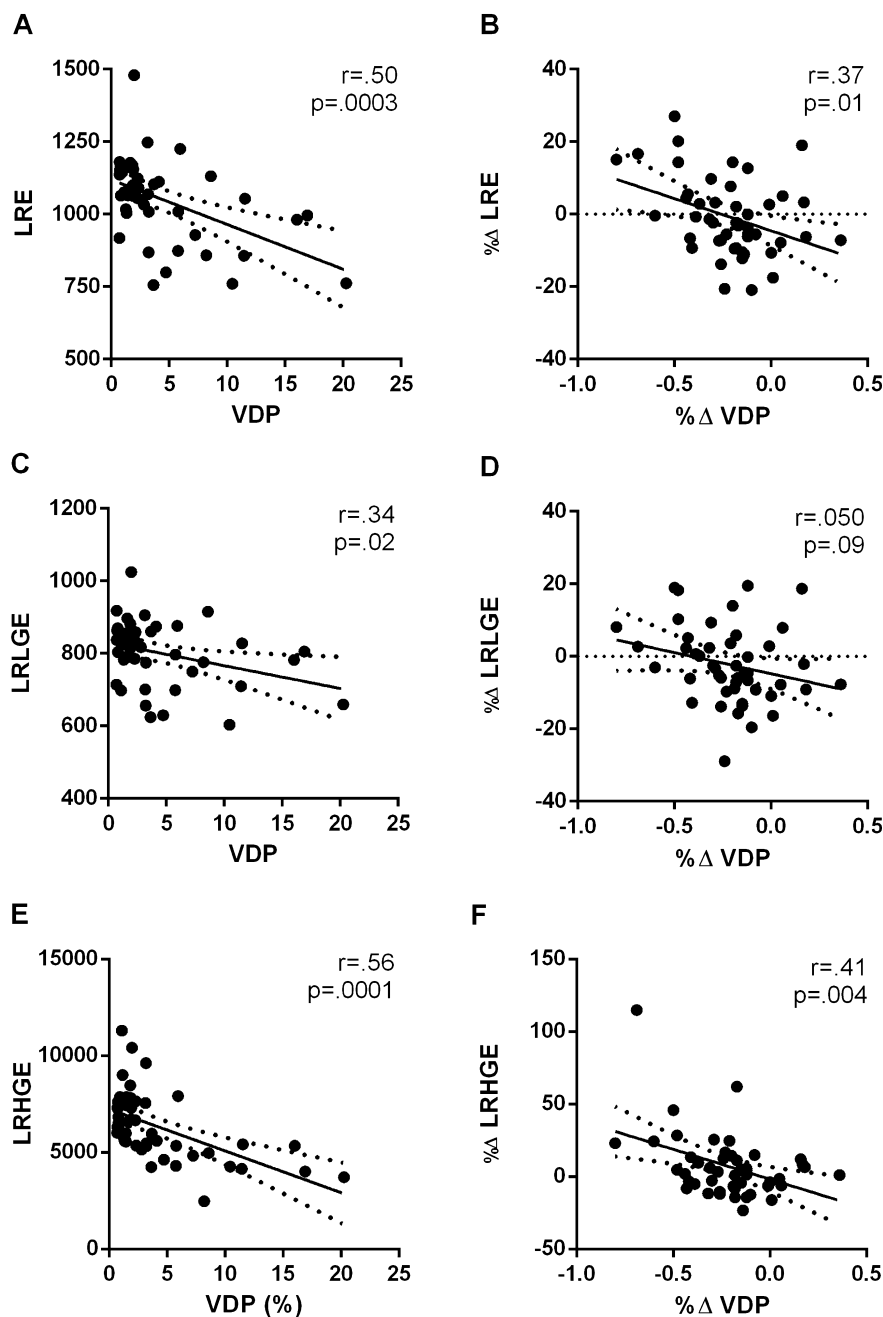 A
r=.50
p=.0003
LRE
1500
1250
1000
750
500
0 5 10 15 20 25
VDP
B
r=.37
p=.01
%Δ LRE
40
20
0
-20
-40
-1.0 -0.5 0.0 0.5
%Δ VDP
C
r=.34
p=.02
LRLGE
1200
1000
800
600
400
0 5 10 15 20 25
VDP
D
r=.050
p=.09
%Δ LRLGE
40
20
0
-20
-40
-1.0 -0.5 0.0 0.5
%Δ VDP
E
r=.56
p=.0001
LRHGE
15000
10000
5000
0
0 5 10 15 20 25
VDP (%)
F
r=.41
p=.004
%Δ LRHGE
150
100
50
0
-50
-1.0 -0.5 0.0 0.5
%Δ VDP